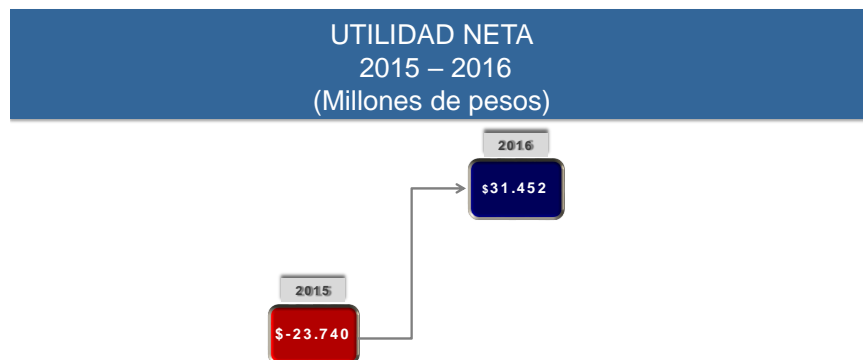 UTILIDAD NETA
2015 – 2016
(Millones de pesos)
2016
$31.452
2015
$-23.740